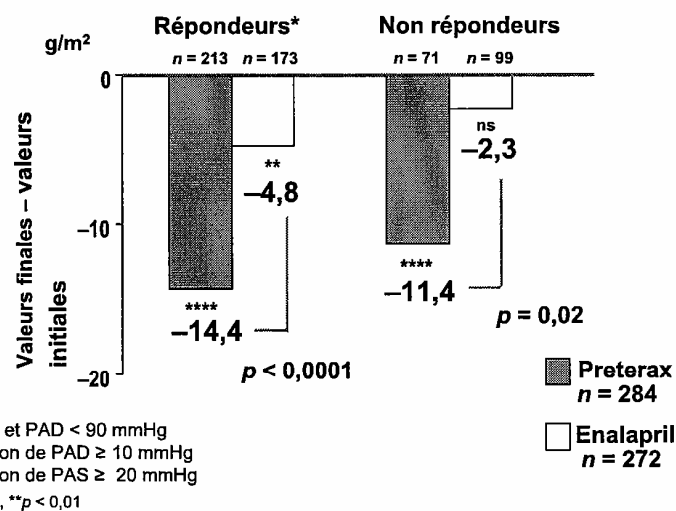 Répondeurs* Non répondeurs
g/m²
n = 213 n = 173 n = 71 n = 99
0
ns
–2,3
**
–4,8
–10
****
–11,4
****
–14,4
p = 0,02
p < 0,0001
–20
Valeurs finales – valeurs
initiales
Preterax
n = 284
Enalapril
n = 272
et PAD < 90 mmHg
on de PAD ≥ 10 mmHg
on de PAS ≥ 20 mmHg
, **p < 0,01